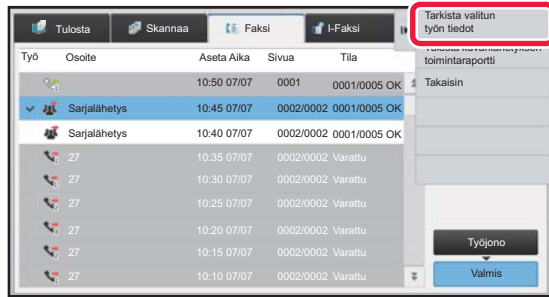 Tulosta Skannaa Faksi I-Faksi
Tarkista valitun
työn tiedot
Tulosta kuvanlähetyksen
toimintaraportti
Takaisin
Työ Osoite Aseta Aika Sivua Tila
10:50 07/07 0001 0001/0005 OK
Sarjalähetys 10:45 07/07 0002/0002 0001/0005 OK
Sarjalähetys 10:40 07/07 0002/0002 0001/0005 OK
27 10:35 07/07 0002/0002 Varattu
27 10:30 07/07 0002/0002 Varattu
27 10:25 07/07 0002/0002 Varattu
27 10:20 07/07 0002/0002 Varattu
27 10:15 07/07 0002/0002 Varattu
27 10:10 07/07 0002/0002 Varattu
Työjono
Valmis